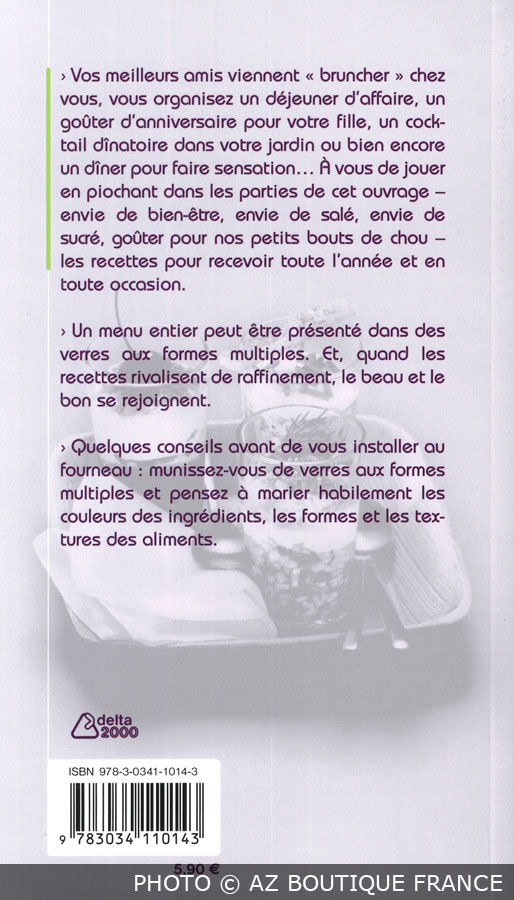 › Vos meilleurs amis viennent « bruncher » chez
vous, vous organisez un déjeuner d'affaire, un
goûter d'anniversaire pour votre fille, un cock-
tail dînatoire dans votre jardin ou bien encore
un dîner pour faire sensation... À vous de jouer
en piochant dans les parties de cet ouvrage –
envie de bien-être, envie de salé, envie de
sucré, goûter pour nos petits bouts de chou –
les recettes pour recevoir toute l'année et en
toute occasion.
› Un menu entier peut être présenté dans des
verres aux formes multiples. Et, quand les
recettes rivalisent de raffinement, le beau et le
bon se rejoignent.
› Quelques conseils avant de vous installer au
fourneau : munissez-vous de verres aux formes
multiples et pensez à marier habilement les
couleurs des ingrédients, les formes et les tex-
tures des aliments.
delta
2000
ISBN 978-3-0341-1014-3
9 783034 110143
5,90 €
PHOTO © AZ BOUTIQUE FRANCE